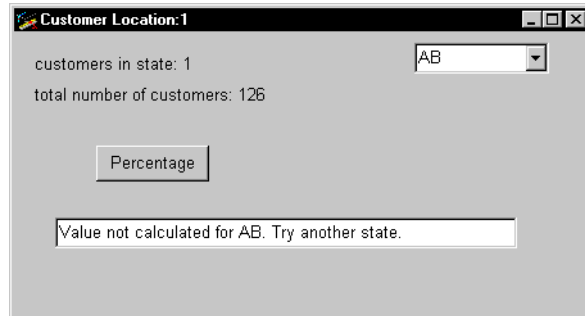 Customer Location:1
customers in state: 1
AB
total number of customers: 126
Percentage
Value not calculated for AB. Try another state.